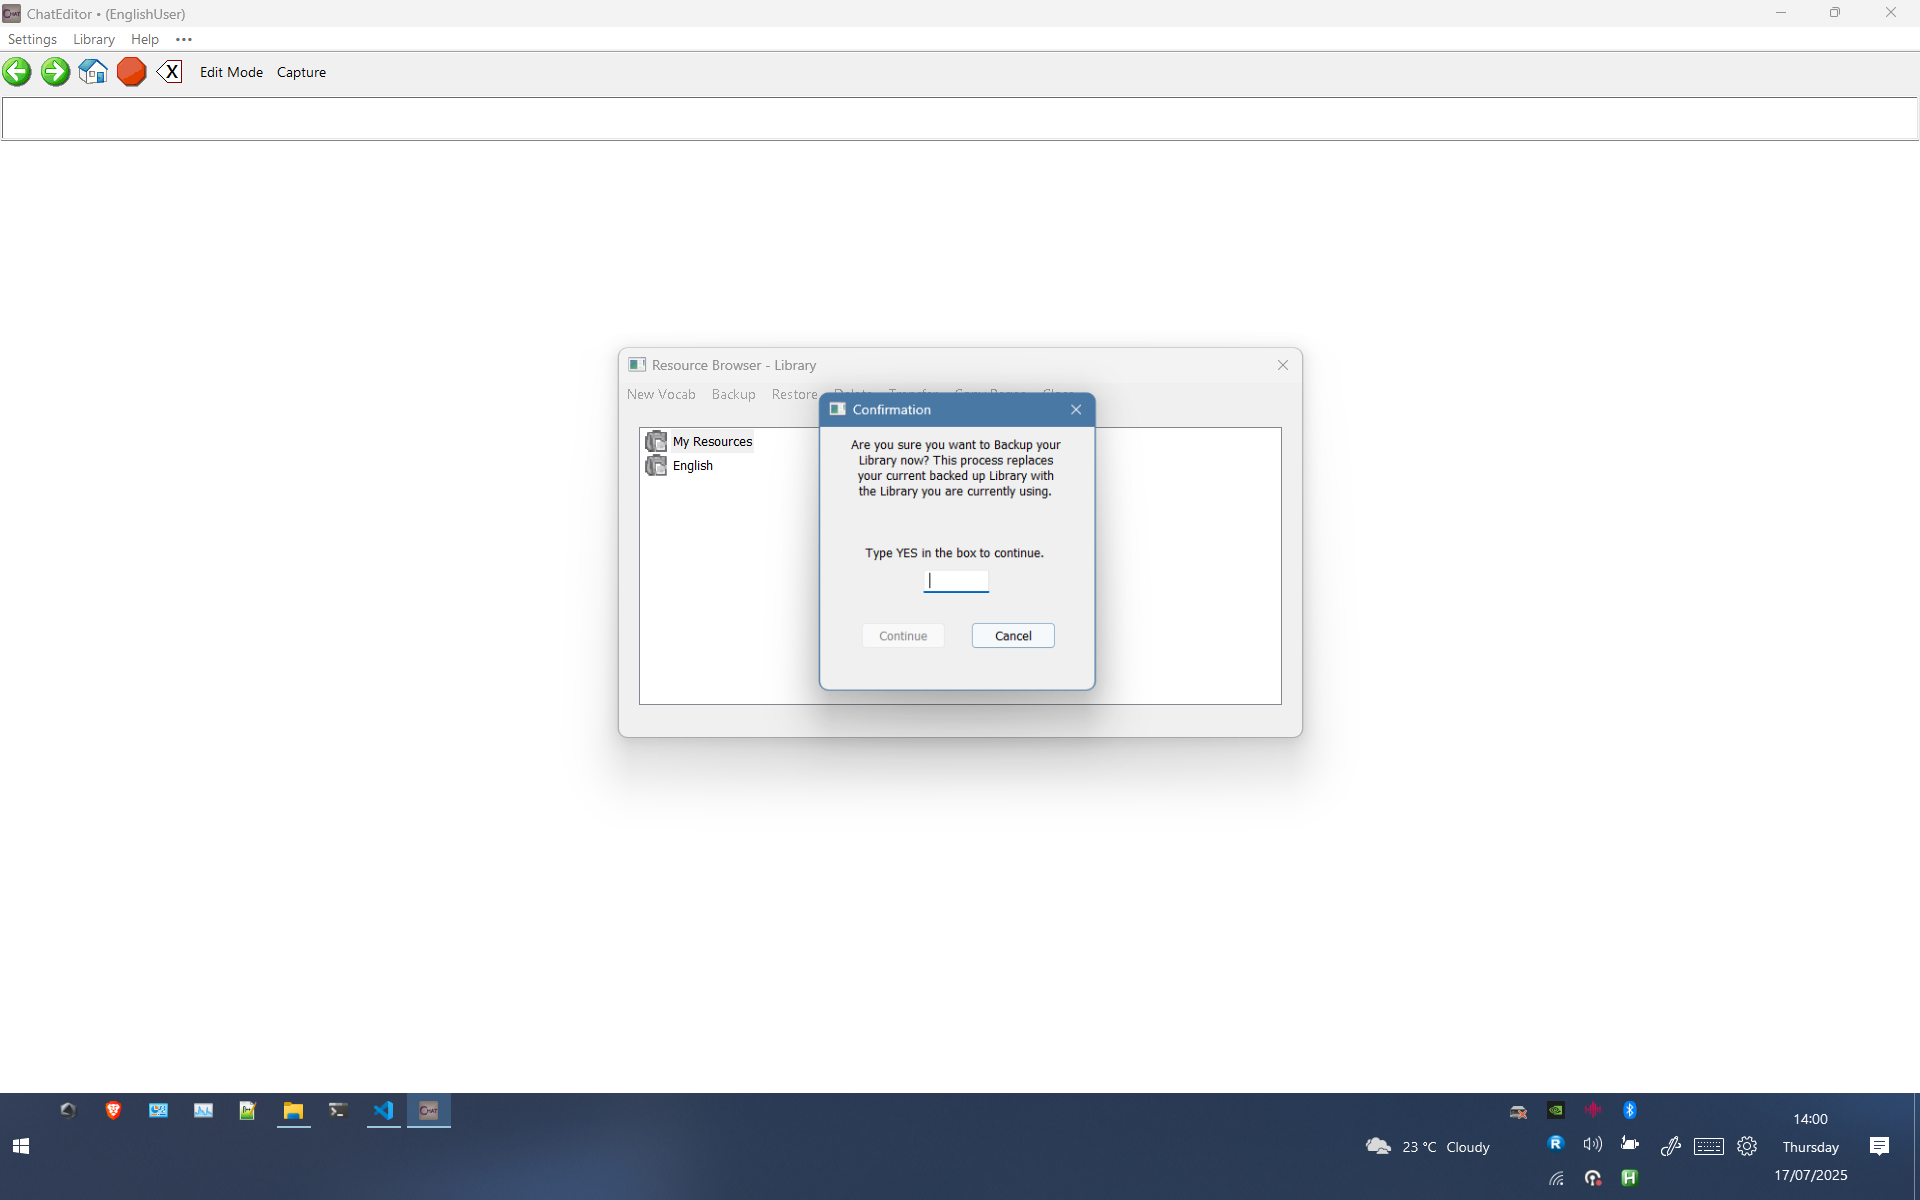 ChatEditor • (EnglishUser)
Settings Library Help •••
X Edit Mode Capture
Resource Browser - Library
New Vocab Backup Restore
Confirmation
My Resources
English
Are you sure you want to Backup your
Library now? This process replaces
your current backed up Library with
the Library you are currently using.
Type YES in the box to continue.
Continue Cancel
14:00
23 °C Cloudy
Thursday
17/07/2025